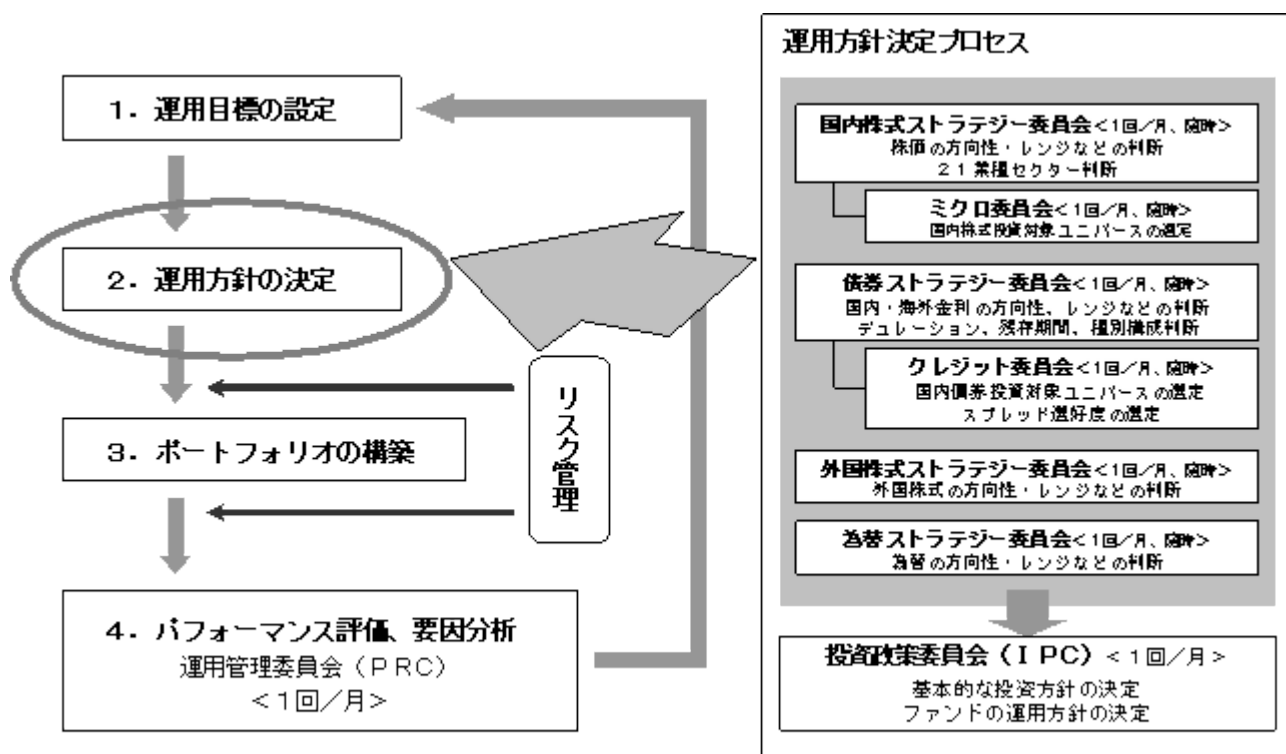 1. 運用目標の設定
2. 運用方針の決定
3. ポートフォリオの構築
4. パフォーマンス評価、要因分析
運用管理委員会（PRC）
＜1回／月＞
リスク管理
運用方針決定プロセス
国内株式ストラテジー委員会＜1回／月、随時＞
株価の方向性・レンジなどの判断
21業種セクター判断
ミクロ委員会＜1回／月、随時＞
国内株式投資対象ユニバースの選定
債券ストラテジー委員会＜1回／月、随時＞
国内・海外金利の方向性、レンジなどの判断
デュレーション、残存期間、種別構成判断
クレジット委員会＜1回／月、随時＞
国内債券投資対象ユニバースの選定
スプレッド選好度の選定
外国株式ストラテジー委員会＜1回／月、随時＞
外国株式の方向性・レンジなどの判断
為替ストラテジー委員会＜1回／月、随時＞
為替の方向性・レンジなどの判断
投資政策委員会（IPC）＜1回／月＞
基本的な投資方針の決定
ファンドの運用方針の決定